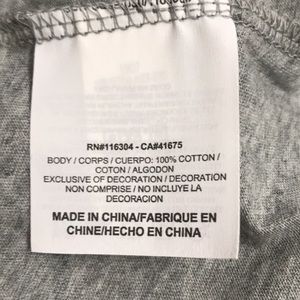 RN#116304 - CA#41675
BODY / CORPS / CUERPO: 100% COTTON /
COTON / ALGODON
EXCLUSIVE OF DECORATION / DECORATION
NON COMPRISE / NO INCLUYE LA
DECORACION
MADE IN CHINA/FABRIQUE EN
CHINE/HECHO EN CHINA